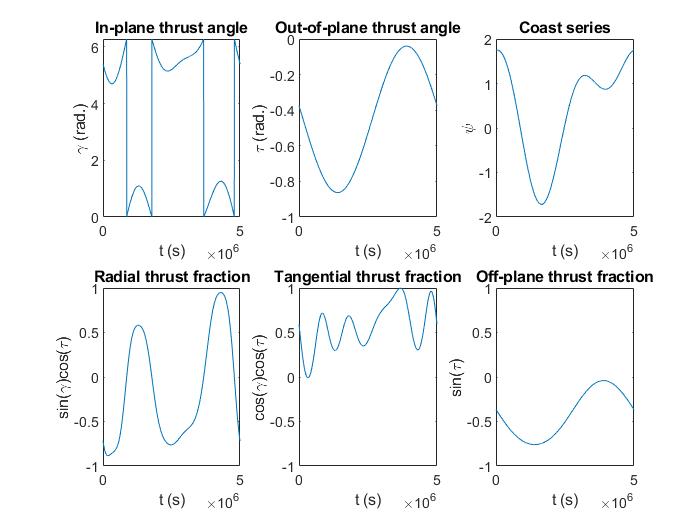 In-plane thrust angle
Out-of-plane thrust angle
Coast series
6
4
2
0
γ (rad.)
0 5
t (s) ×10^6
0
-0.2
-0.4
-0.6
-0.8
-1
τ (rad.)
0 5
t (s) ×10^6
2
1
0
-1
-2
ψ̇
0 5
t (s) ×10^6
Radial thrust fraction
Tangential thrust fraction
Off-plane thrust fraction
1
0.5
0
-0.5
-1
sin(γ)cos(τ)
0 5
t (s) ×10^6
1
0.5
0
-0.5
-1
cos(γ)cos(τ)
0 5
t (s) ×10^6
1
0.5
0
-0.5
-1
sin(τ)
0 5
t (s) ×10^6